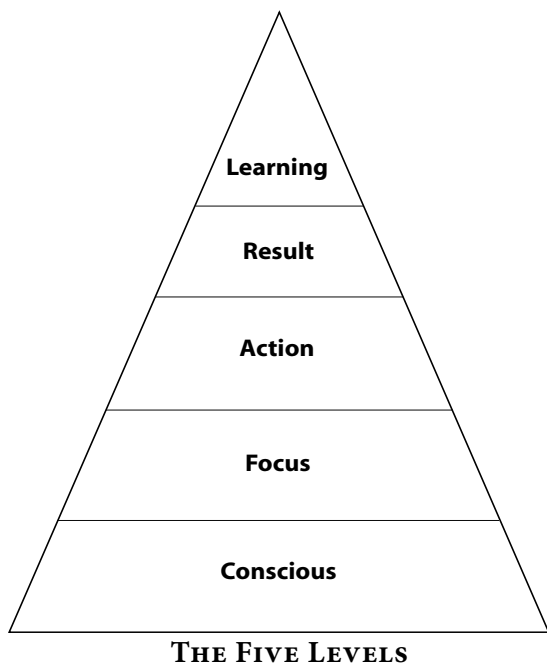 Learning
Result
Action
Focus
Conscious
The Five Levels